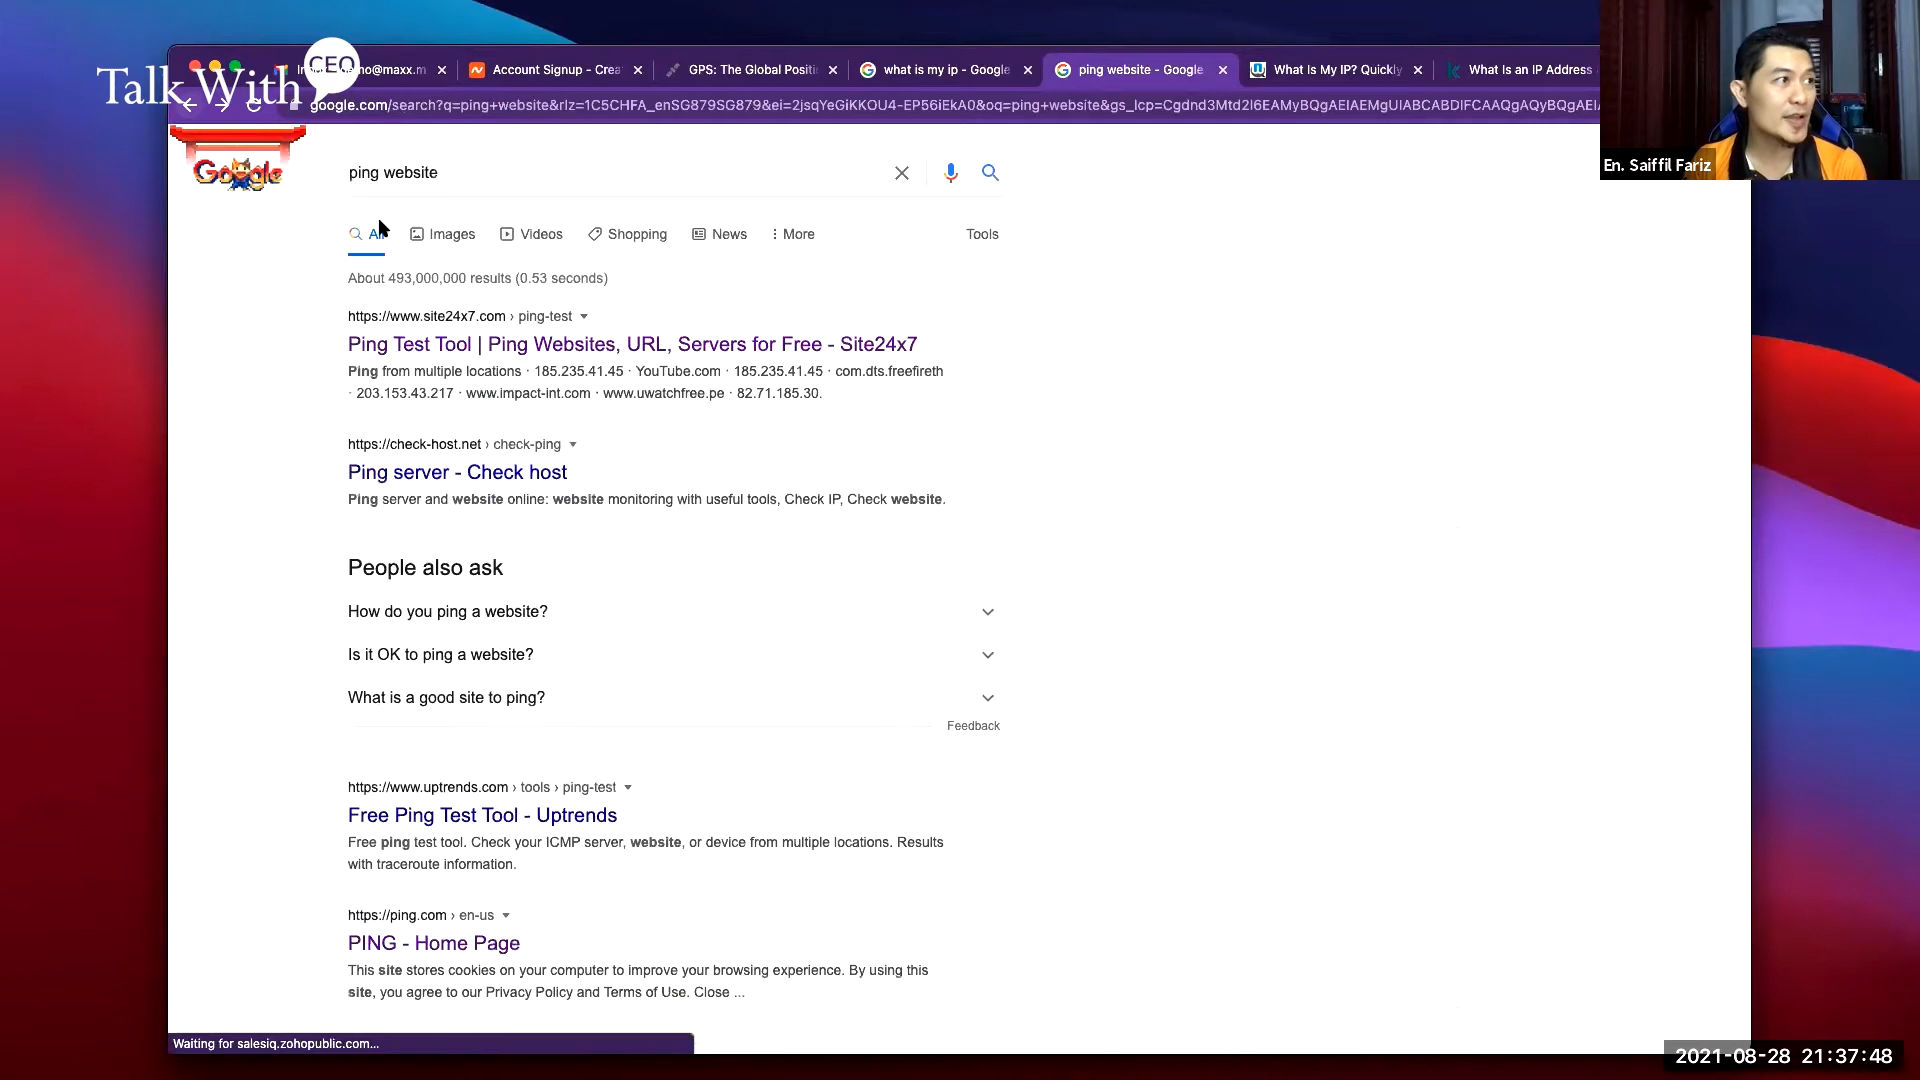 Talk With
CEO
o@maxx.m
Account Signup - Crea
GPS: The Global Positi
what is my ip - Google
ping website - Google
What Is My IP? Quickly
What Is an IP Address
google.com/search?q=ping+website&rlz=1C5CHFA_enSG879SG879&ei=2jsqYeGiKKOU4-EP56iEkA0&oq=ping+website&gs_lcp=Cgdnd3Mtd2l6EAMyBQgAEIAEMgUIABCABDIFCAAQgAQyBQgAEI
En. Saiffil Fariz
Google
ping website
All
Images
Videos
Shopping
News
More
Tools
About 493,000,000 results (0.53 seconds)
https://www.site24x7.com › ping-test
Ping Test Tool | Ping Websites, URL, Servers for Free - Site24x7
Ping from multiple locations · 185.235.41.45 · YouTube.com · 185.235.41.45 · com.dts.freefireth
· 203.153.43.217 · www.impact-int.com · www.uwatchfree.pe · 82.71.185.30.
https://check-host.net › check-ping
Ping server - Check host
Ping server and website online: website monitoring with useful tools, Check IP, Check website.
People also ask
How do you ping a website?
Is it OK to ping a website?
What is a good site to ping?
Feedback
https://www.uptrends.com › tools › ping-test
Free Ping Test Tool - Uptrends
Free ping test tool. Check your ICMP server, website, or device from multiple locations. Results
with traceroute information.
https://ping.com › en-us
PING - Home Page
This site stores cookies on your computer to improve your browsing experience. By using this
site, you agree to our Privacy Policy and Terms of Use. Close ...
Waiting for salesiq.zohopublic.com...
2021-08-28 21:37:48